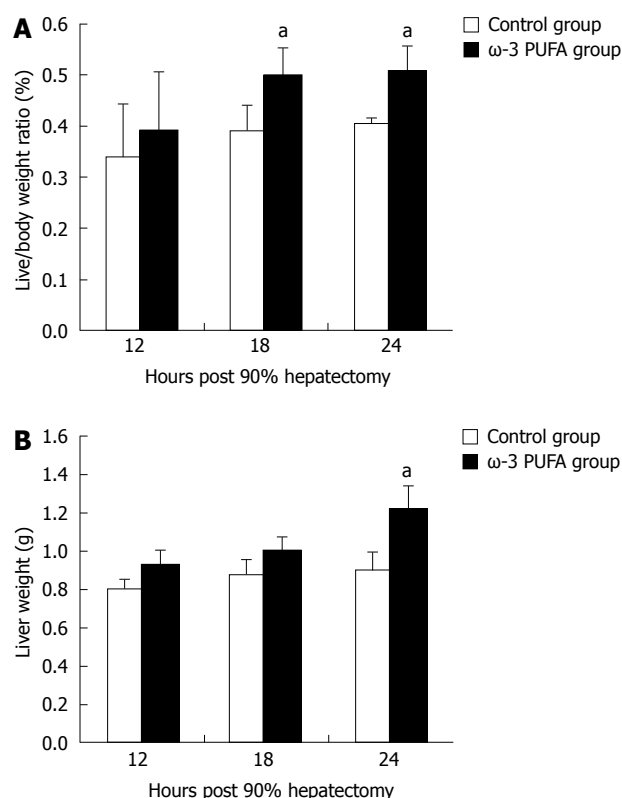 A
Live/body weight ratio (%)
0.6
0.5
0.4
0.3
0.2
0.1
0.0
a
a
12
18
24
Hours post 90% hepatectomy
Control group
ω-3 PUFA group
B
Liver weight (g)
1.6
1.4
1.2
1.0
0.8
0.6
0.4
0.2
0.0
a
12
18
24
Hours post 90% hepatectomy
Control group
ω-3 PUFA group